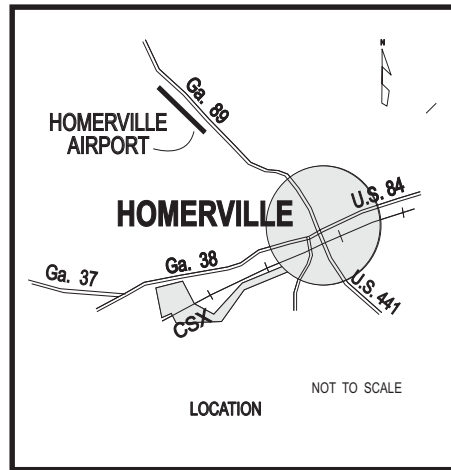 N
Ga. 89
HOMERVILLE
AIRPORT
HOMERVILLE
U.S. 84
Ga. 38
Ga. 37
CSX
U.S. 441
NOT TO SCALE
LOCATION